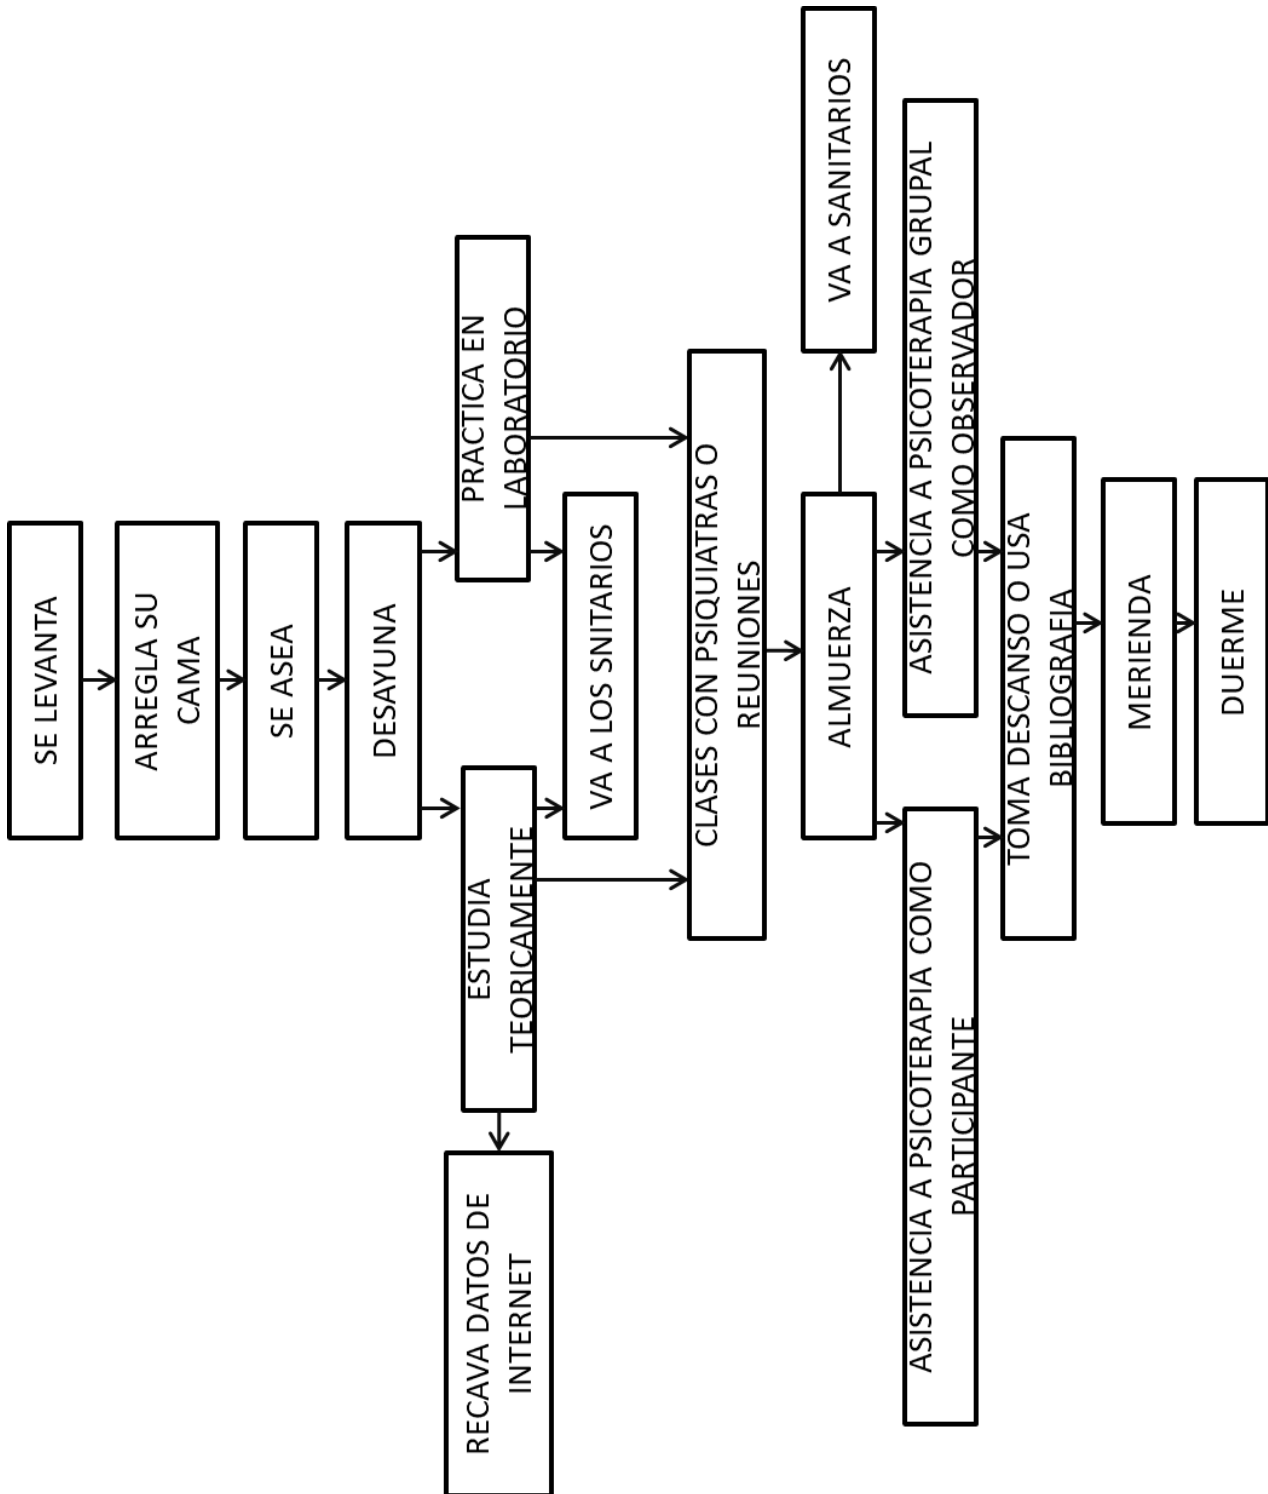 SE LEVANTA
ARREGLA SU
CAMA
SE ASEA
DESAYUNA
RECAVA DATOS DE
INTERNET
ESTUDIA
TEORICAMENTE
PRACTICA EN
LABORATORIO
VA A LOS SNITARIOS
CLASES CON PSIQUIATRAS O
REUNIONES
ALMUERZA
VA A SANITARIOS
ASISTENCIA A PSICOTERAPIA COMO
PARTICIPANTE
ASISTENCIA A PSICOTERAPIA GRUPAL
COMO OBSERVADOR
TOMA DESCANSO O USA
BIBLIOGRAFIA
MERIENDA
DUERME